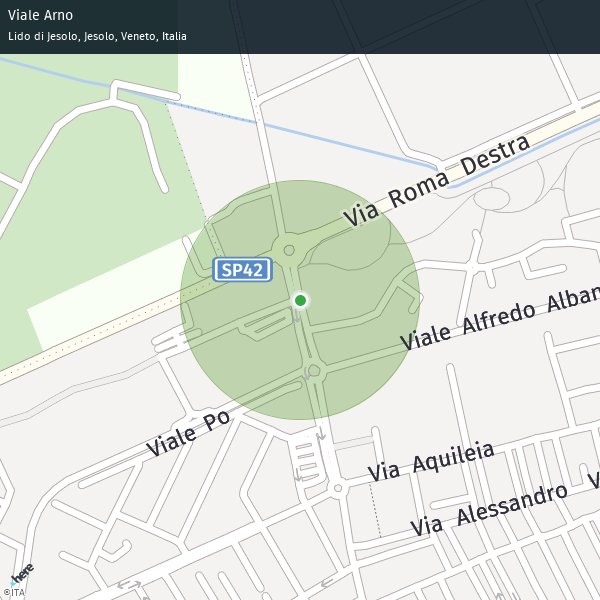 Viale Arno
Lido di Jesolo, Jesolo, Veneto, Italia
Via Roma Destra
SP42
Viale Alfredo Alban
Viale Po
Via Aquileia
Via Alessandro V
here
©ITA